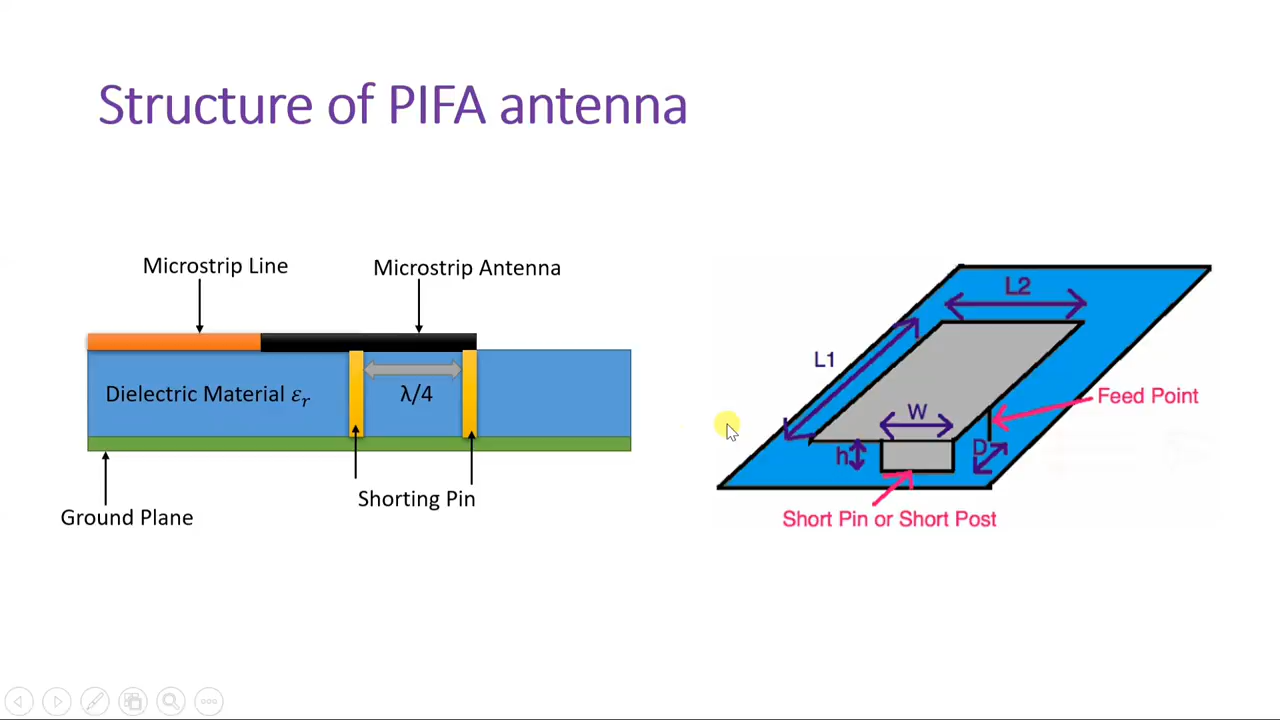 Structure of PIFA antenna
Microstrip Line
Microstrip Antenna
Dielectric Material εᵣ
λ/4
Shorting Pin
Ground Plane
L2
L1
W
Feed Point
h
D
Short Pin or Short Post